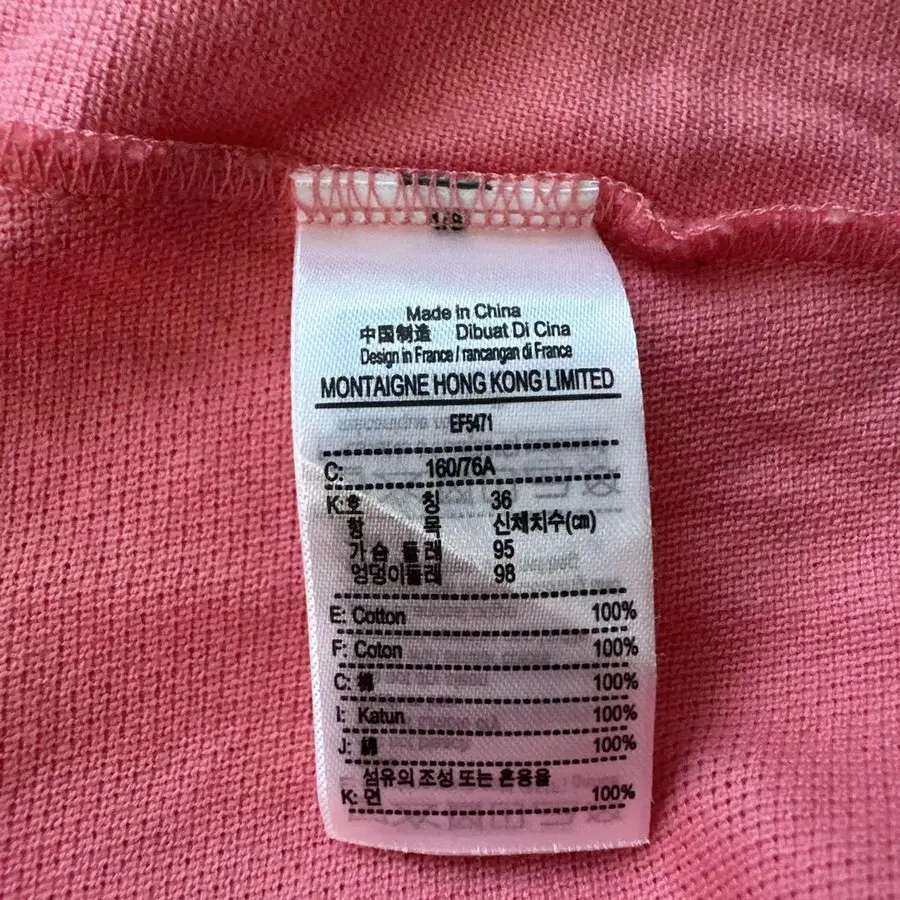 1/8
Made in China
中国制造 Dibuat Di Cina
Design in France / rancangan di France
MONTAIGNE HONG KONG LIMITED
EF5471
C: 160/76A
K:호 칭 36
항 목 신체치수(cm)
가슴 둘레 95
엉덩이둘레 98
E: Cotton 100%
F: Coton 100%
C: 棉 100%
I: Katun 100%
J: 綿 100%
섬유의 조성 또는 혼용율
K: 면 100%